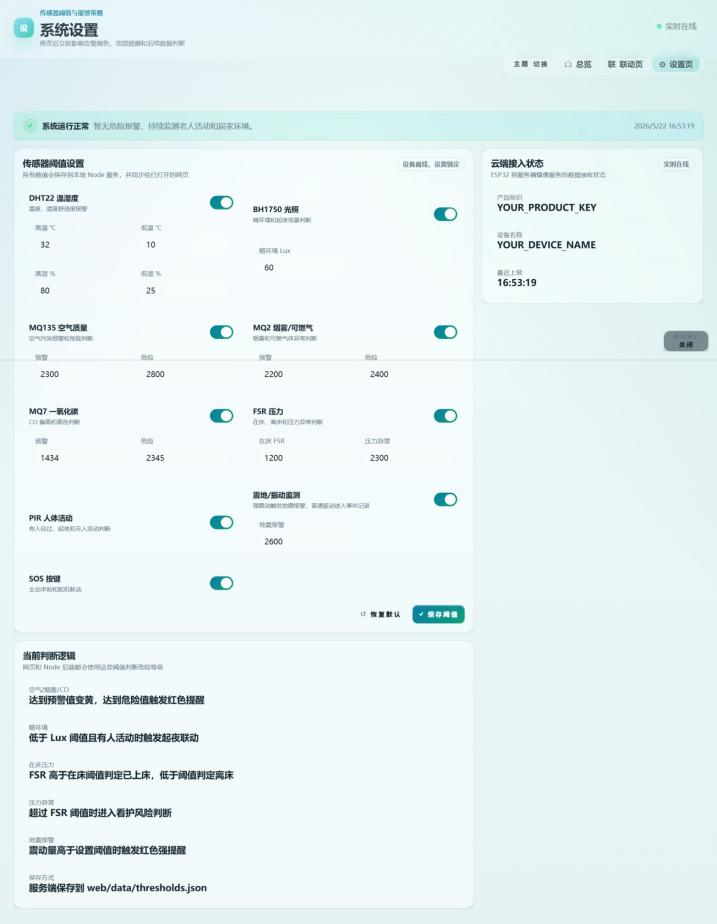 传感器阈值与报警策略
设
系统设置
修改后立即影响告警颜色、顶部提醒和后续数据判断
实时在线
主题 切换
总览
联 联动页
设置页
系统运行正常 暂无危险报警，持续监测老人活动和居家环境。
2026/5/22 16:53:19
传感器阈值设置
所有数值会保存到本地 Node 服务，并同步给已打开的网页
设备离线，设置锁定
DHT22 温湿度
温度、湿度舒适度报警
高温 °C
低温 °C
32
10
高湿 %
低湿 %
80
25
BH1750 光照
暗环境和起夜场景判断
暗环境 Lux
60
MQ135 空气质量
空气污染预警和危险判断
预警
危险
2300
2800
MQ2 烟雾/可燃气
烟雾和可燃气体异常判断
预警
危险
2200
2400
MQ7 一氧化碳
CO 偏高和高危判断
预警
危险
1434
2345
FSR 压力
在床、离床和压力异常判断
在床 FSR
压力异常
1200
2300
PIR 人体活动
有人经过、起夜和无人活动判断
震地/振动监测
强震动触发地震报警，普通振动进入事件记录
地震报警
2600
SOS 按键
主动求助和舵机联动
恢复默认
保存阈值
云端接入状态
ESP32 到服务器镜像服务的数据接收状态
实时在线
产品标识
YOUR_PRODUCT_KEY
设备名称
YOUR_DEVICE_NAME
最近上报
16:53:19
关闭
当前判断逻辑
网页和 Node 后端都会使用这些阈值判断危险等级
空气/烟雾/CO
达到预警值变黄，达到危险值触发红色提醒
暗环境
低于 Lux 阈值且有人活动时触发起夜联动
在床压力
FSR 高于在床阈值判定已上床，低于阈值判定离床
压力异常
超过 FSR 阈值时进入看护风险判断
地震报警
震动量高于设置阈值时触发红色强提醒
保存方式
服务端保存到 web/data/thresholds.json